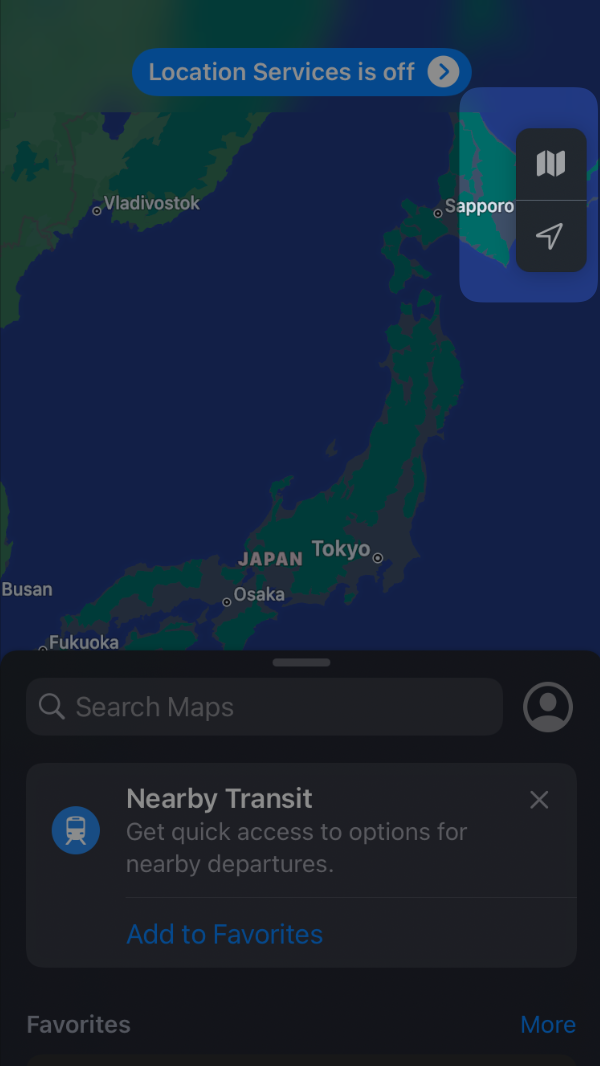 Location Services is off
Vladivostok
Sapporo
JAPAN
Tokyo
Busan
Osaka
Fukuoka
Search Maps
Nearby Transit
Get quick access to options for
nearby departures.
Add to Favorites
Favorites
More